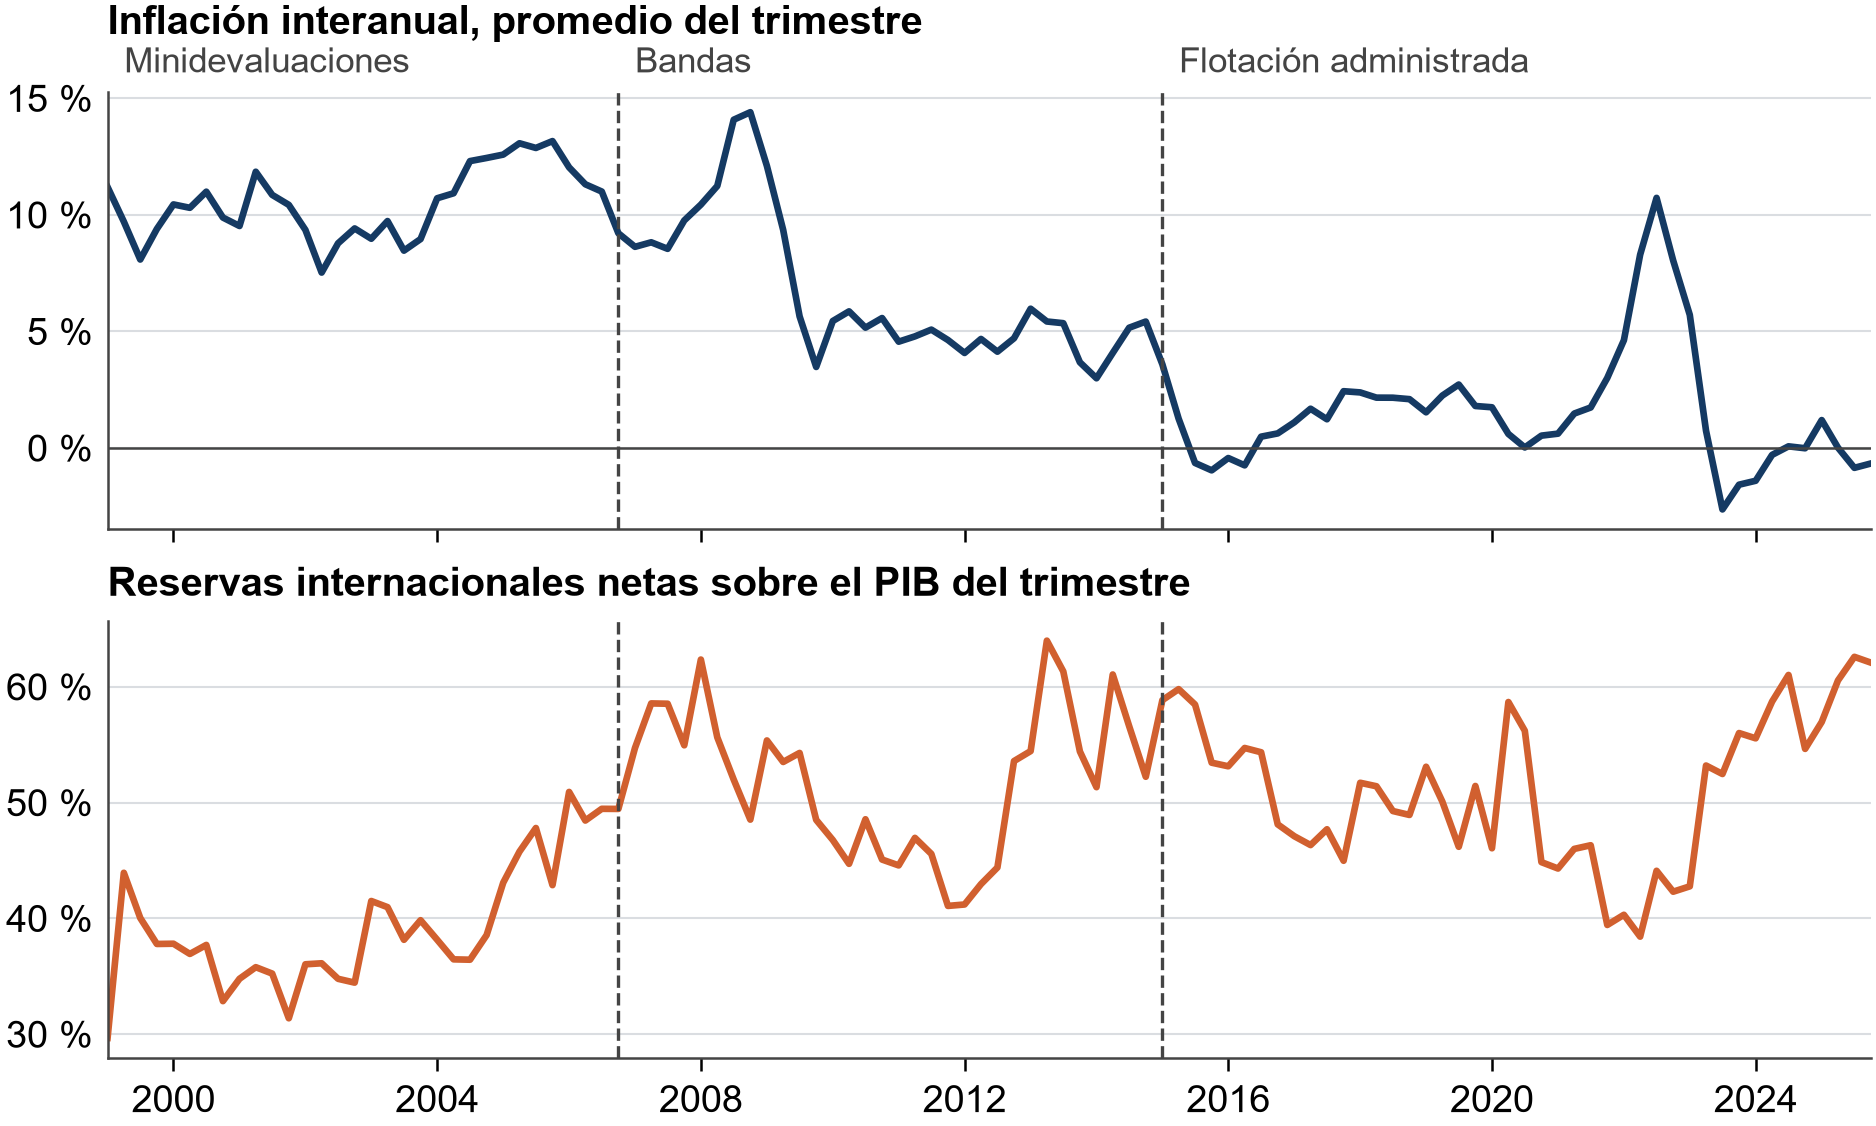 Inflación interanual, promedio del trimestre
Minidevaluaciones Bandas Flotación administrada
15 %
10 %
5 %
0 %
Reservas internacionales netas sobre el PIB del trimestre
60 %
50 %
40 %
30 %
2000 2004 2008 2012 2016 2020 2024